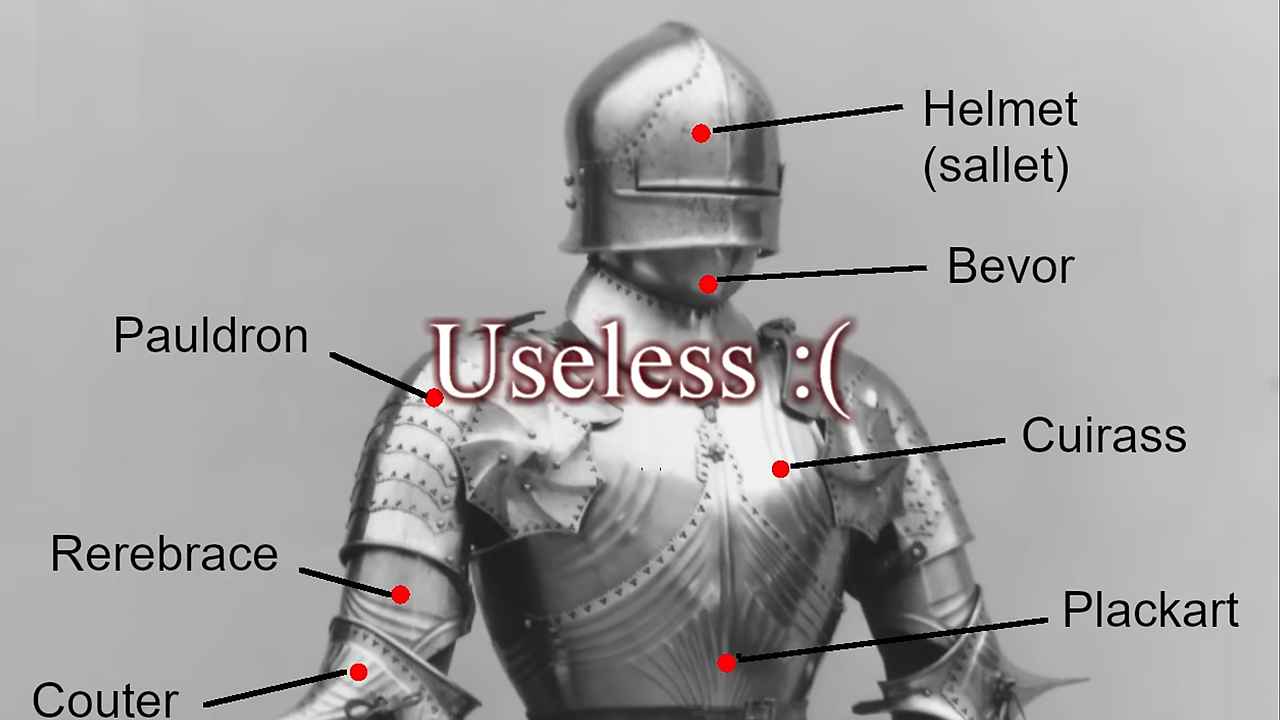 Helmet
(sallet)
Bevor
Pauldron
Useless :(
Cuirass
Rerebrace
Plackart
Couter